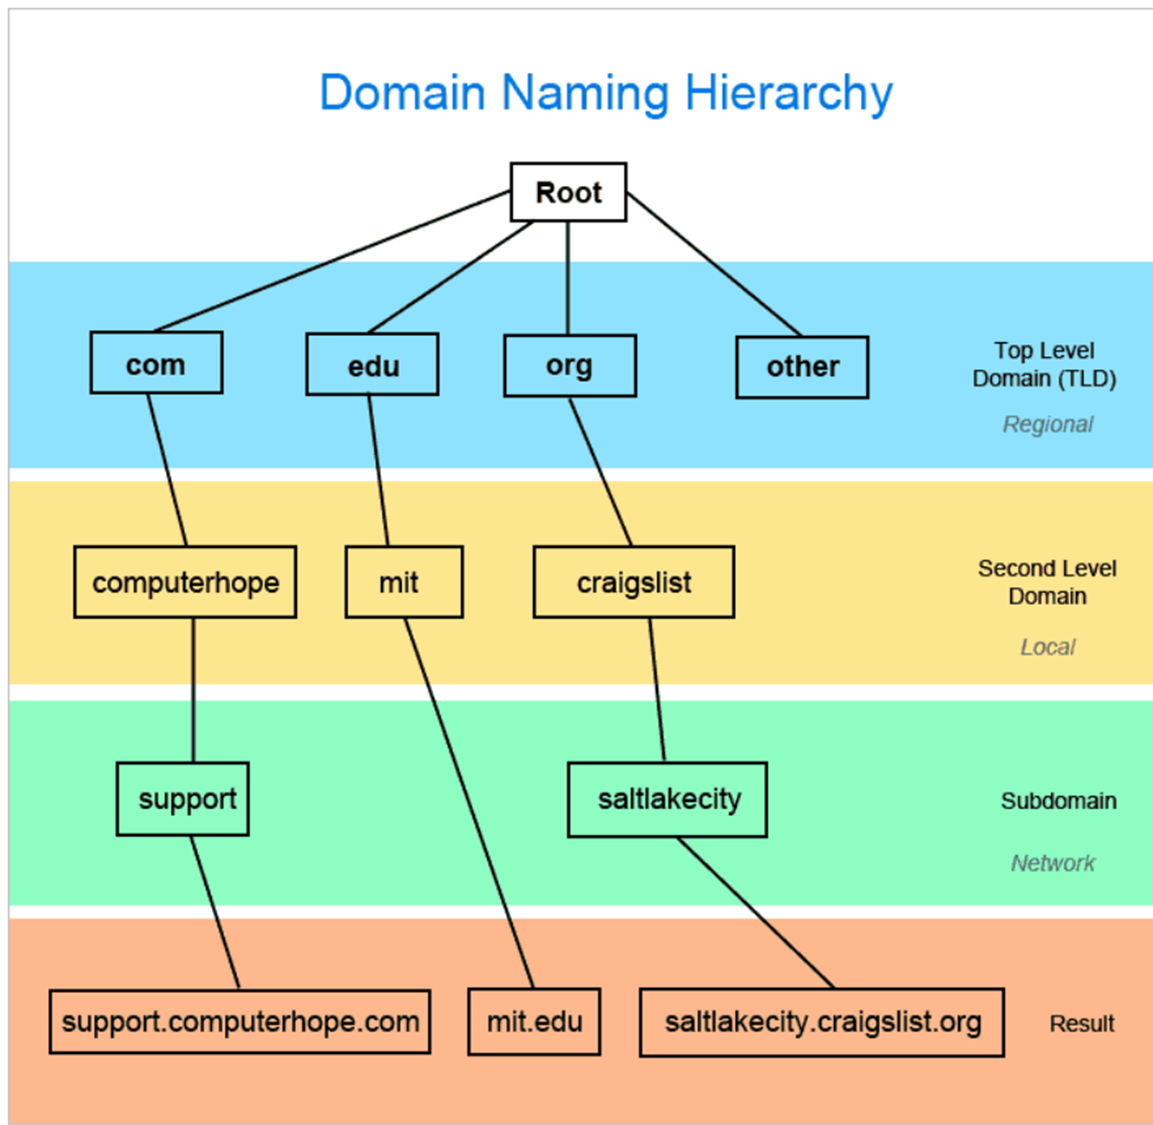 Domain Naming Hierarchy
Root
com
edu
org
other
Top Level
Domain (TLD)
Regional
computerhope
mit
craigslist
Second Level
Domain
Local
support
saltlakecity
Subdomain
Network
support.computerhope.com
mit.edu
saltlakecity.craigslist.org
Result